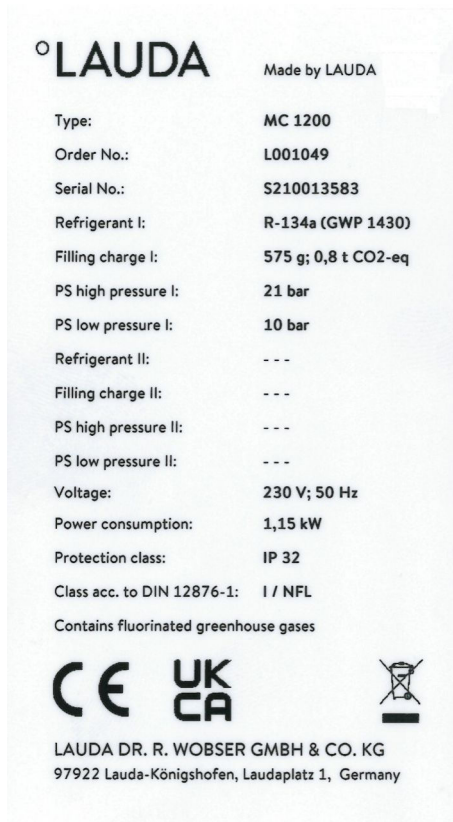 °LAUDA Made by LAUDA
Type: MC 1200
Order No.: L001049
Serial No.: S210013583
Refrigerant I: R-134a (GWP 1430)
Filling charge I: 575 g; 0,8 t CO2-eq
PS high pressure I: 21 bar
PS low pressure I: 10 bar
Refrigerant II: - - -
Filling charge II: - - -
PS high pressure II: - - -
PS low pressure II: - - -
Voltage: 230 V; 50 Hz
Power consumption: 1,15 kW
Protection class: IP 32
Class acc. to DIN 12876-1: I / NFL
Contains fluorinated greenhouse gases
CE UK
CA
LAUDA DR. R. WOBSER GMBH & CO. KG
97922 Lauda-Königshofen, Laudaplatz 1, Germany